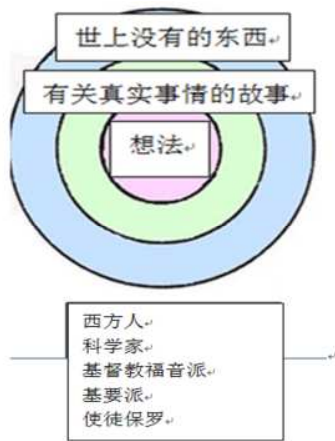 世上没有的东西
有关真实事情的故事
想法
西方人
科学家
基督教福音派
基要派
使徒保罗